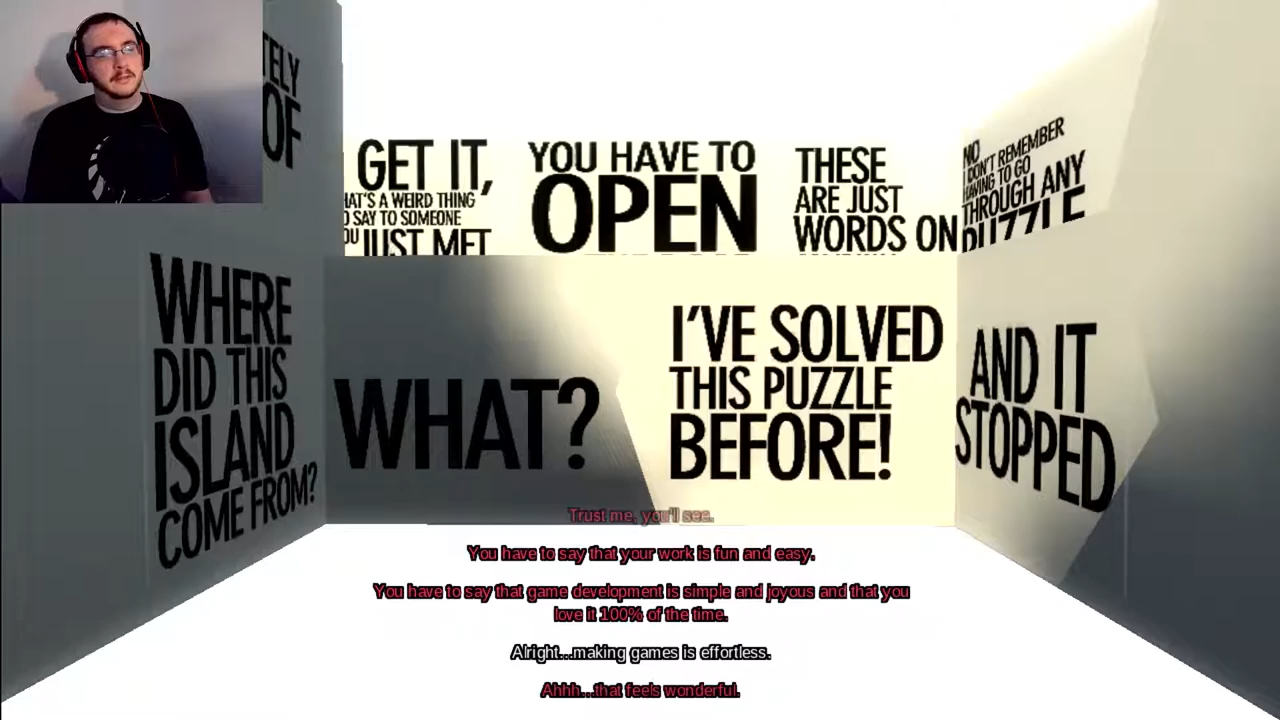 TELY
OF
GET IT,
HAT'S A WEIRD THING
O SAY TO SOMEONE
OU JUST MET
YOU HAVE TO
OPEN
THESE
ARE JUST
WORDS ON
NO
I DON'T REMEMBER
HAVING TO GO
THROUGH ANY
PUZZLE
WHERE
DID THIS
ISLAND
COME FROM?
WHAT?
I'VE SOLVED
THIS PUZZLE
BEFORE!
AND IT
STOPPED
Trust me, you'll see.
You have to say that your work is fun and easy.
You have to say that game development is simple and joyous and that you
love it 100% of the time.
Alright...making games is effortless.
Ahhh...that feels wonderful.